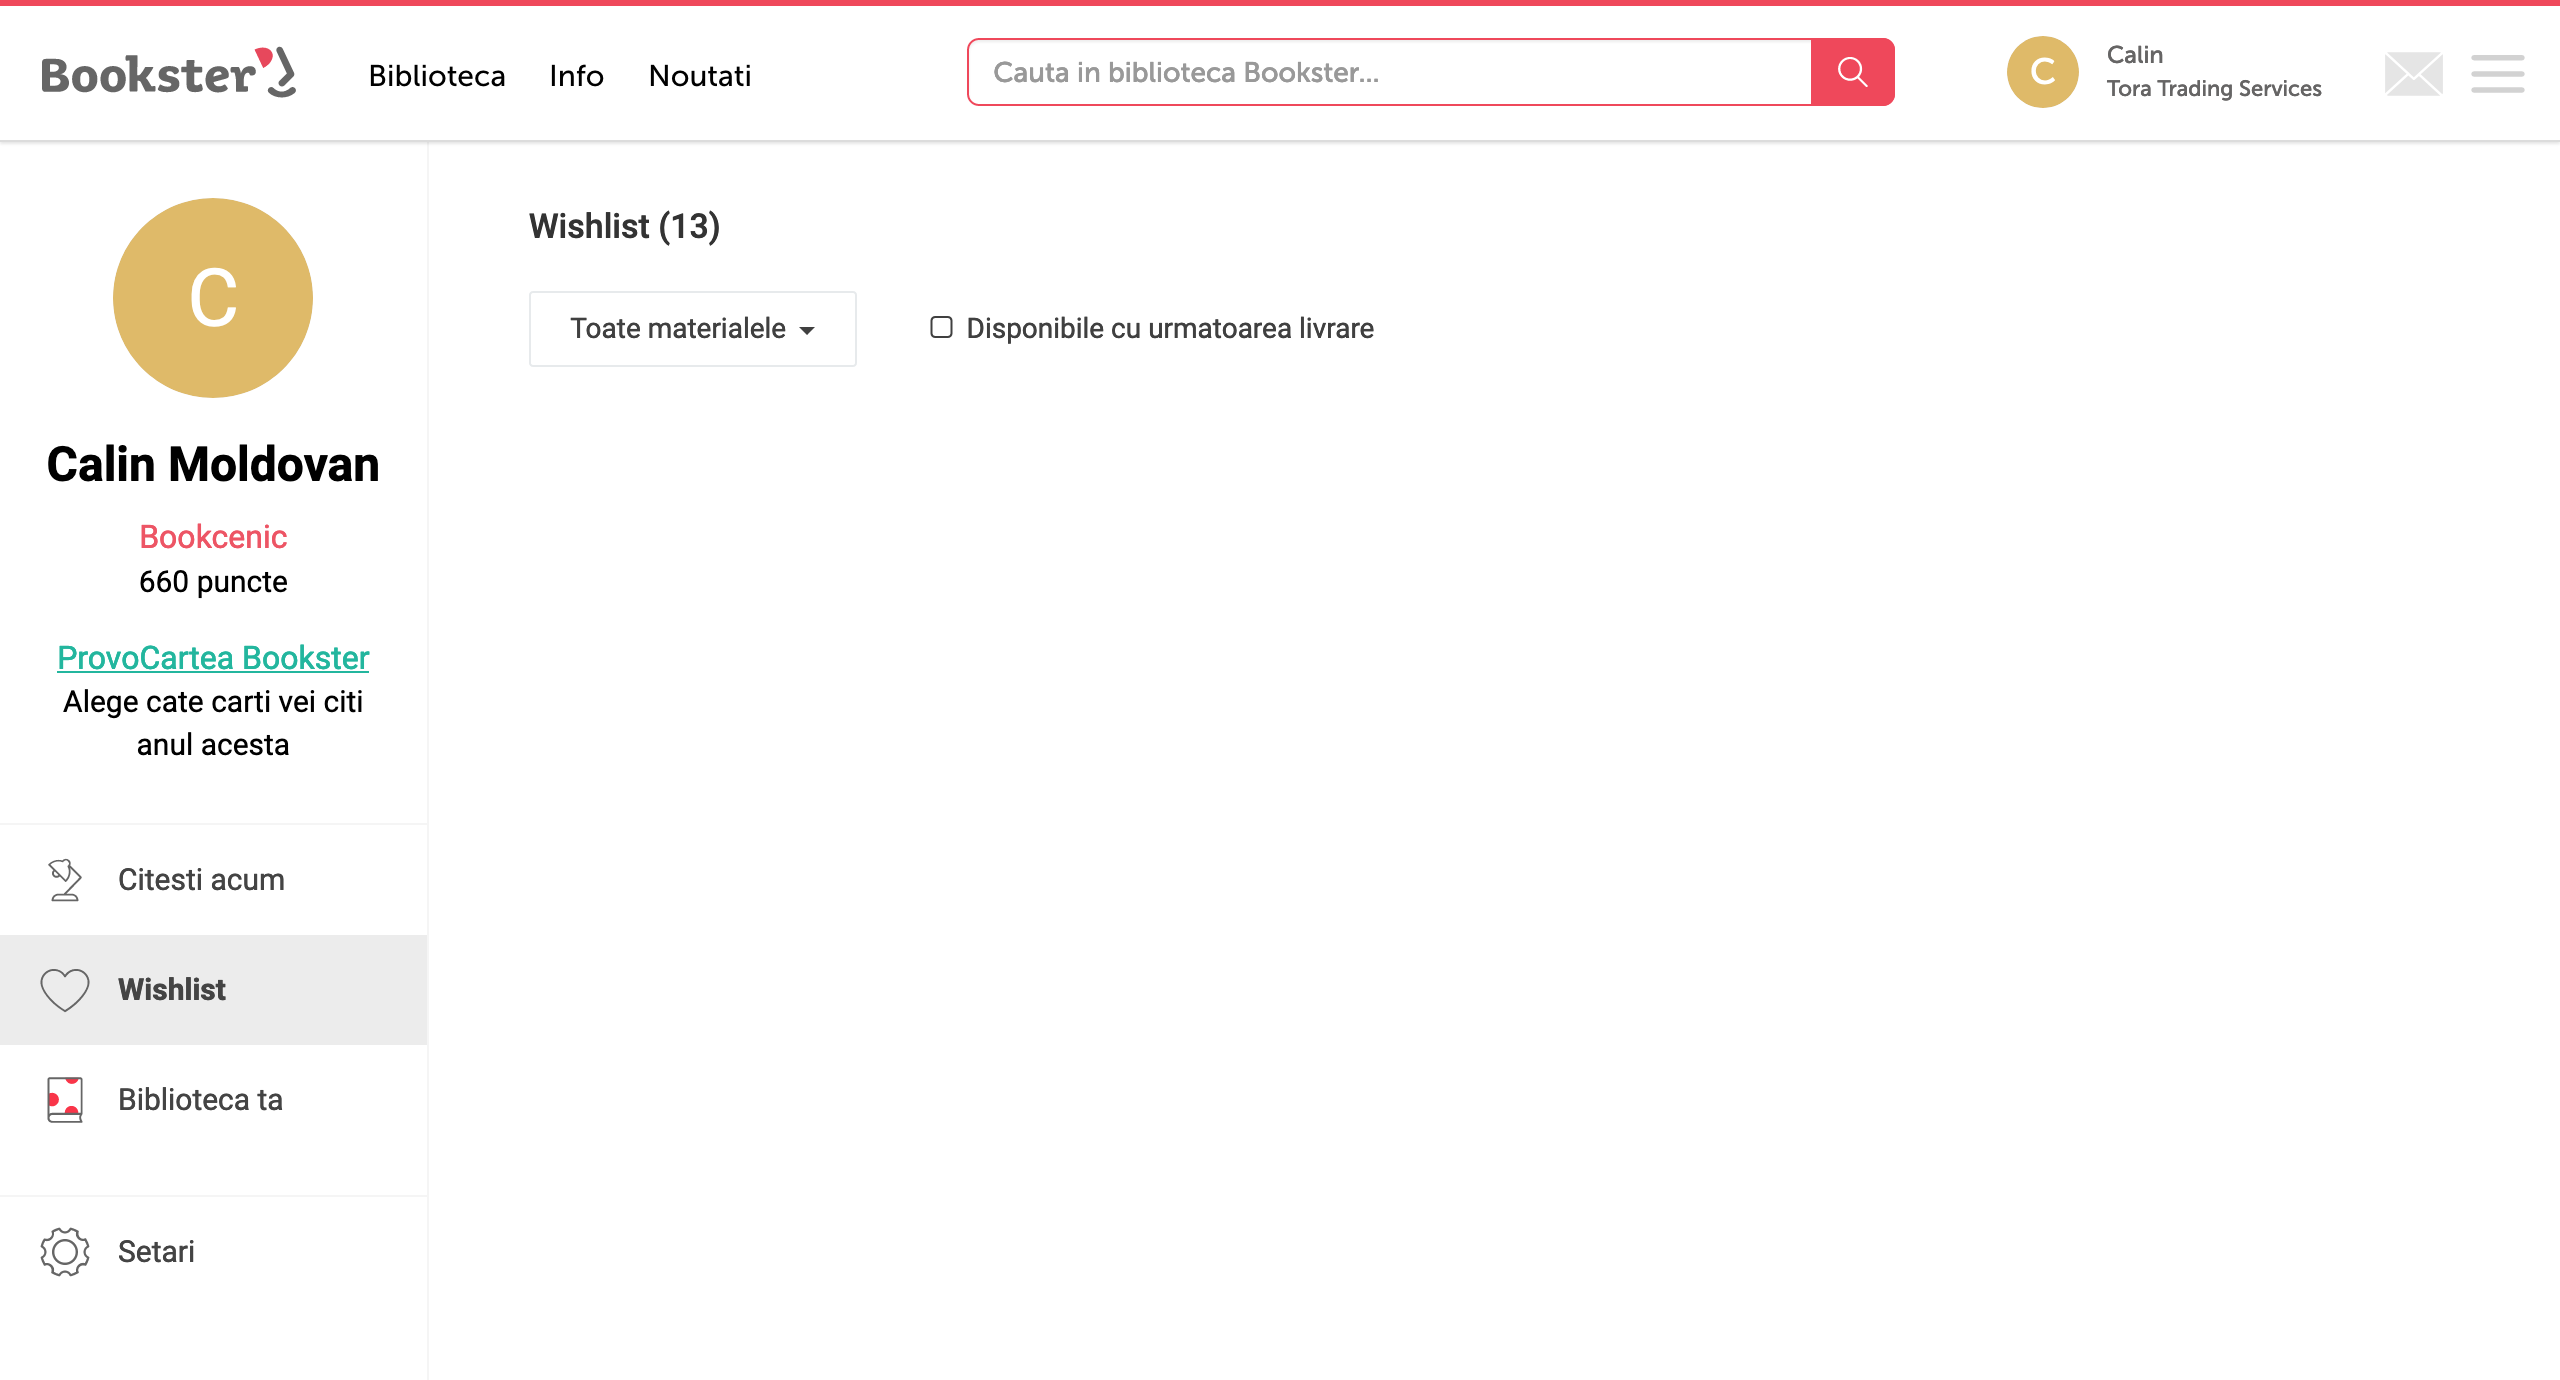 Bookster
Biblioteca
Info
Noutati
Cauta in biblioteca Bookster...
C
Calin
Tora Trading Services
C
Calin Moldovan
Bookcenic
660 puncte
ProvoCartea Bookster
Alege cate carti vei citi
anul acesta
Citesti acum
Wishlist
Biblioteca ta
Setari
Wishlist (13)
Toate materialele
Disponibile cu urmatoarea livrare